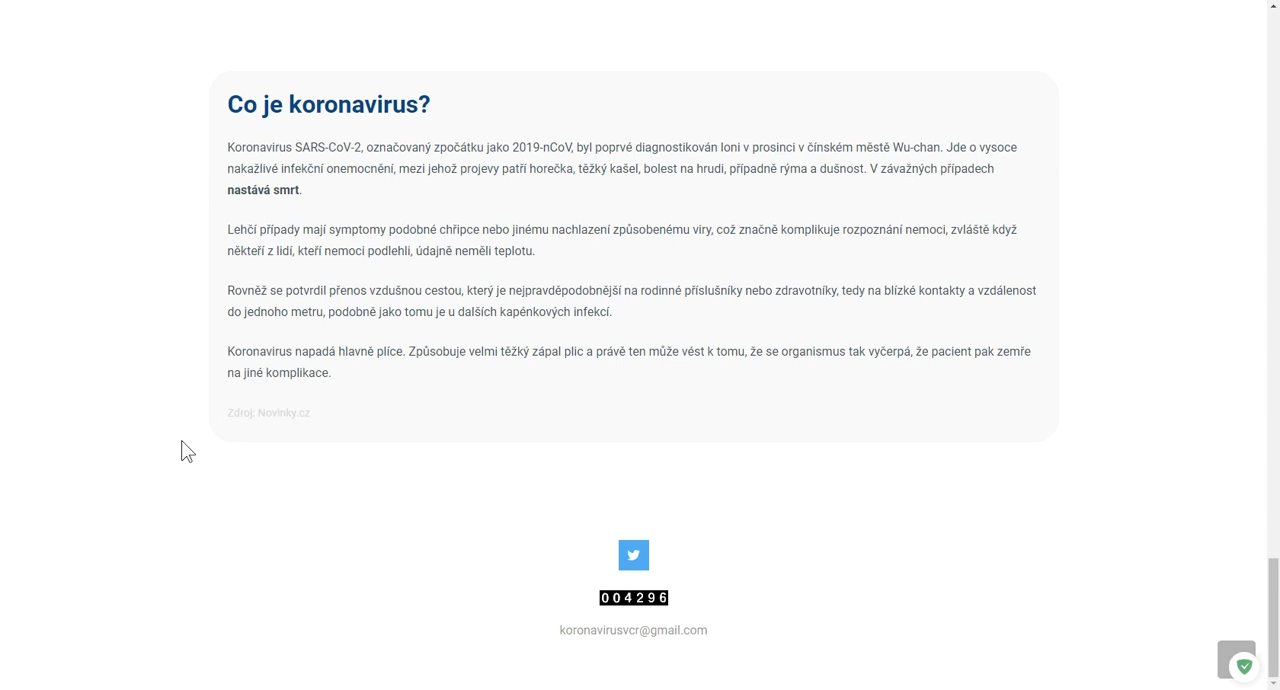 Co je koronavirus?
Koronavirus SARS-CoV-2, označovaný zpočátku jako 2019-nCoV, byl poprvé diagnostikován loni v prosinci v čínském městě Wu-chan. Jde o vysoce
nakažlivé infekční onemocnění, mezi jehož projevy patří horečka, těžký kašel, bolest na hrudi, případně rýma a dušnost. V závažných případech
nastává smrt.
Lehčí případy mají symptomy podobné chřipce nebo jinému nachlazení způsobenému viry, což značně komplikuje rozpoznání nemoci, zvláště když
někteří z lidí, kteří nemoci podlehli, údajně neměli teplotu.
Rovněž se potvrdil přenos vzdušnou cestou, který je nejpravděpodobnější na rodinné příslušníky nebo zdravotníky, tedy na blízké kontakty a vzdálenost
do jednoho metru, podobně jako tomu je u dalších kapénkových infekcí.
Koronavirus napadá hlavně plíce. Způsobuje velmi těžký zápal plic a právě ten může vést k tomu, že se organismus tak vyčerpá, že pacient pak zemře
na jiné komplikace.
Zdroj: Novinky.cz
004296
koronavirusvcr@gmail.com